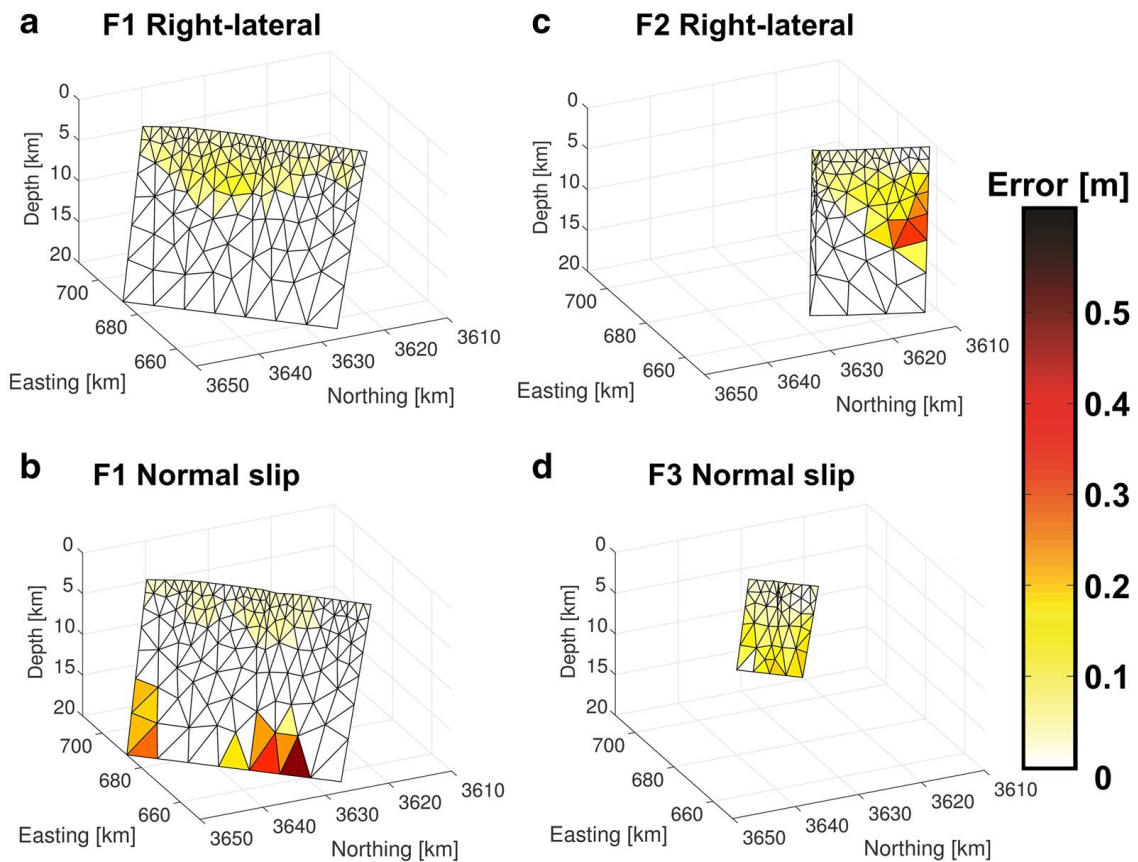 a
F1 Right-lateral
0
5
10
15
20
Depth [km]
700
680
660
Easting [km]
3650
3640
3630
3620
3610
Northing [km]
c
F2 Right-lateral
0
5
10
15
20
Depth [km]
700
680
660
Easting [km]
3650
3640
3630
3620
3610
Northing [km]
b
F1 Normal slip
0
5
10
15
20
Depth [km]
700
680
660
Easting [km]
3650
3640
3630
3620
3610
Northing [km]
d
F3 Normal slip
0
5
10
15
20
Depth [km]
700
680
660
Easting [km]
3650
3640
3630
3620
3610
Northing [km]
Error [m]
0.5
0.4
0.3
0.2
0.1
0